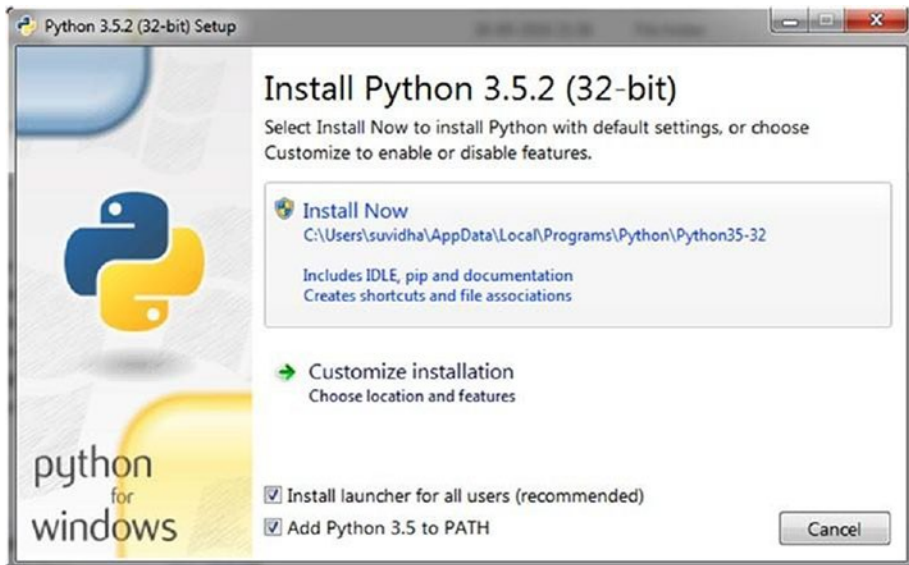 Python 3.5.2 (32-bit) Setup
Install Python 3.5.2 (32-bit)
Select Install Now to install Python with default settings, or choose
Customize to enable or disable features.
Install Now
C:\Users\suvidha\AppData\Local\Programs\Python\Python35-32
Includes IDLE, pip and documentation
Creates shortcuts and file associations
Customize installation
Choose location and features
python
for
windows
Install launcher for all users (recommended)
Add Python 3.5 to PATH
Cancel